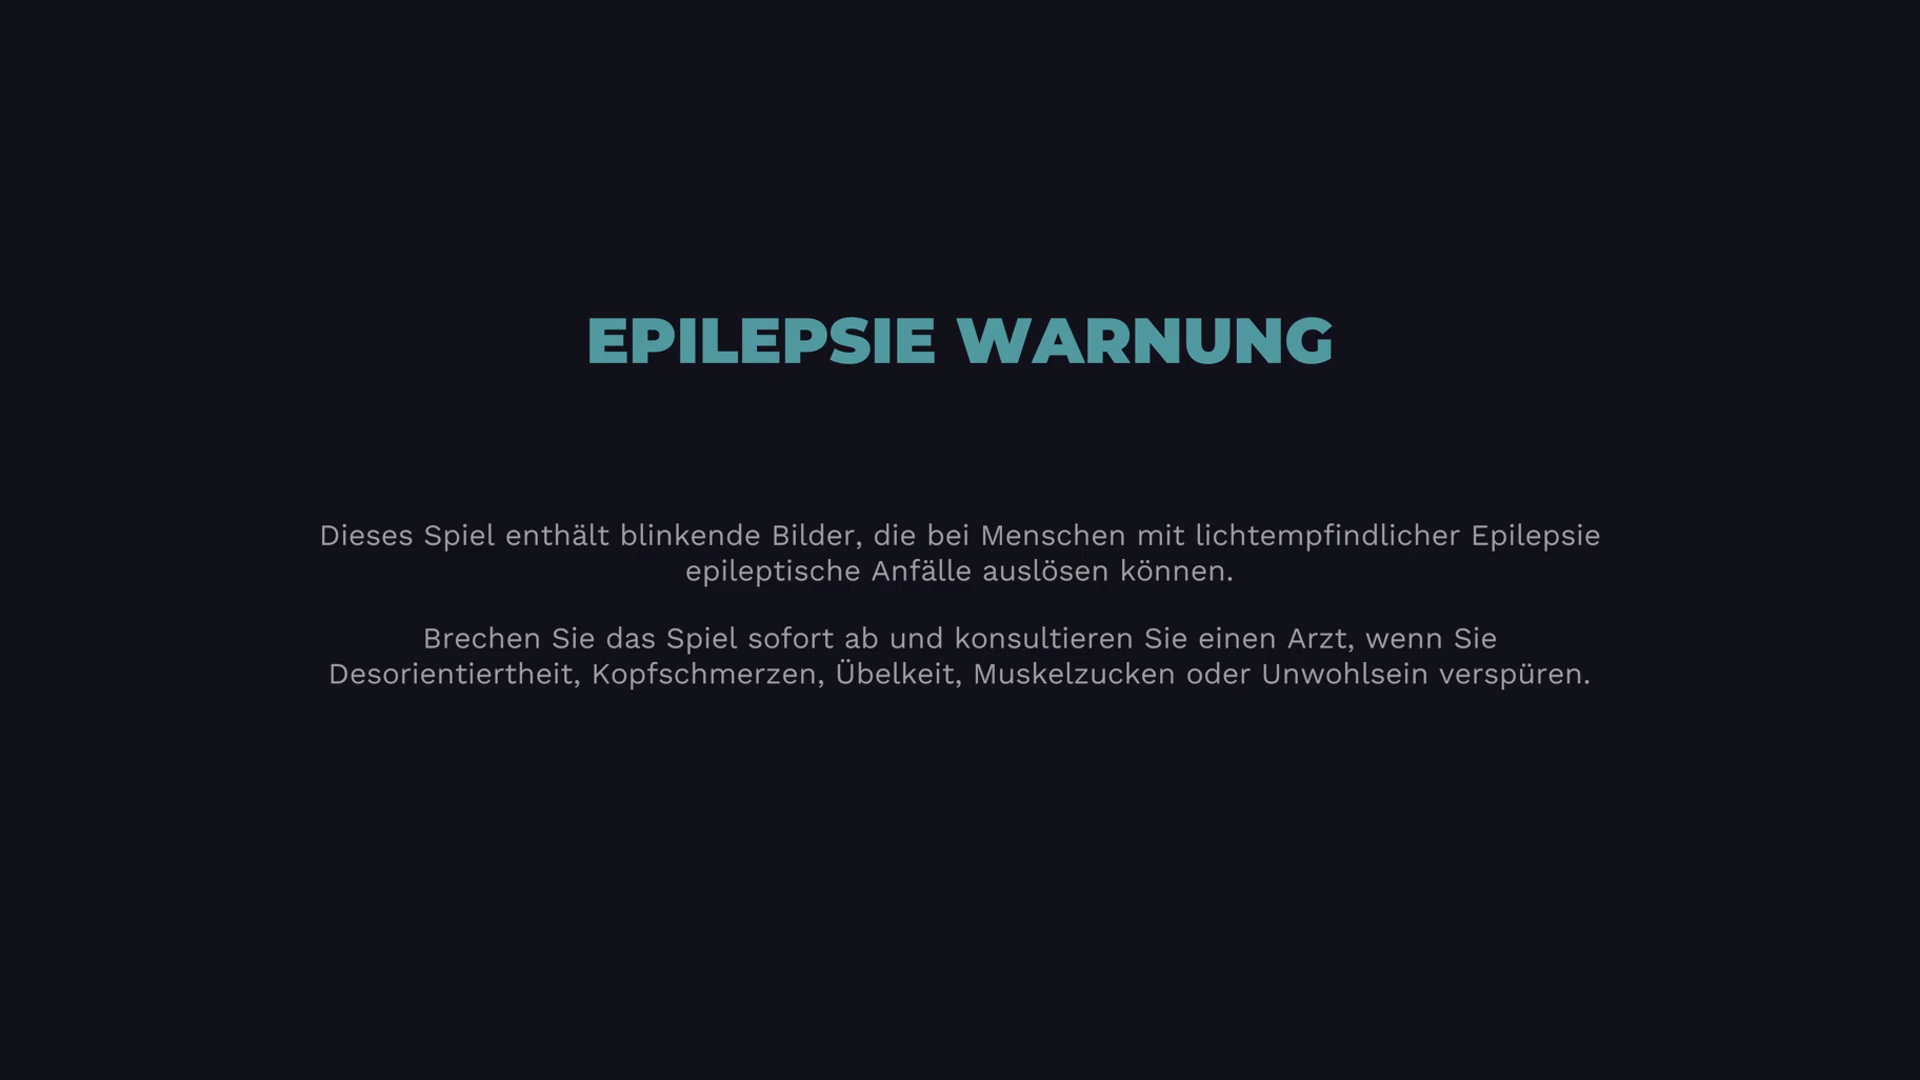 EPILEPSIE WARNUNG
Dieses Spiel enthält blinkende Bilder, die bei Menschen mit lichtempfindlicher Epilepsie
epileptische Anfälle auslösen können.
Brechen Sie das Spiel sofort ab und konsultieren Sie einen Arzt, wenn Sie
Desorientiertheit, Kopfschmerzen, Übelkeit, Muskelzucken oder Unwohlsein verspüren.